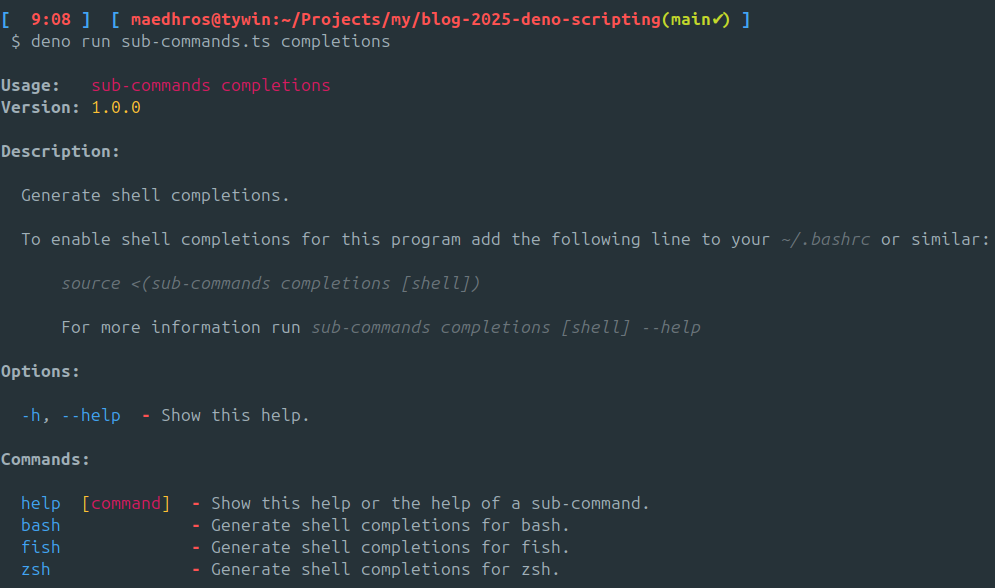 [  9:08 ]  [ maedhros@tywin:~/Projects/my/blog-2025-deno-scripting(main✔) ]
$ deno run sub-commands.ts completions
Usage:   sub-commands completions
Version: 1.0.0
Description:
Generate shell completions.
To enable shell completions for this program add the following line to your ~/.bashrc or similar:
source <(sub-commands completions [shell])
For more information run sub-commands completions [shell] --help
Options:
-h, --help  - Show this help.
Commands:
help  [command]  - Show this help or the help of a sub-command.
bash             - Generate shell completions for bash.
fish             - Generate shell completions for fish.
zsh              - Generate shell completions for zsh.